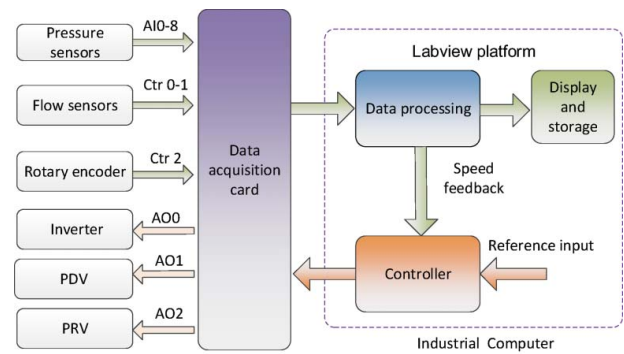 Pressure
sensors
AI0-8
Flow sensors
Ctr 0-1
Rotary encoder
Ctr 2
Inverter
AO0
PDV
AO1
PRV
AO2
Data
acquisition
card
Labview platform
Data processing
Display
and
storage
Speed
feedback
Controller
Reference input
Industrial Computer